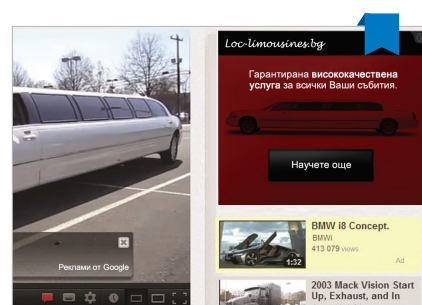 Loc-limousines.bg
Гарантирана висококачествена
услуга за всички Ваши събития.
Научете още
Реклами от Google
BMW i8 Concept.
BMWi
413 079 views
Ad
1:32
2003 Mack Vision Start
Up, Exhaust, and In